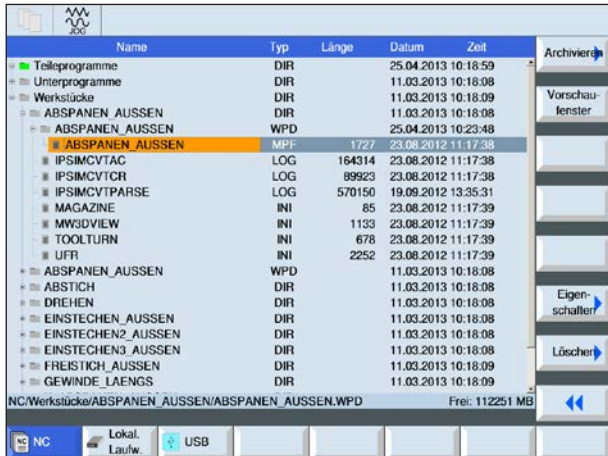 JOG
Name Typ Länge Datum Zeit
Teileprogramme DIR 25.04.2013 10:18:59
Unterprogramme DIR 11.03.2013 10:18:08
Werkstücke DIR 11.03.2013 10:18:09
ABSPANEN_AUSSEN DIR 11.03.2013 10:18:08
ABSPANEN_AUSSEN WPD 25.04.2013 10:23:48
ABSPANEN_AUSSEN MPF 1727 23.08.2012 11:17:38
IPSIMCVTAC LOG 164314 23.08.2012 11:17:38
IPSIMCVTCR LOG 89923 23.08.2012 11:17:38
IPSIMCVTPARSE LOG 570150 19.09.2012 13:35:31
MAGAZINE INI 85 23.08.2012 11:17:39
MW3DVIEW INI 1133 23.08.2012 11:17:39
TOOLTURN INI 678 23.08.2012 11:17:39
UFR INI 2252 23.08.2012 11:17:39
ABSPANEN_AUSSEN WPD 11.03.2013 10:18:08
ABSTICH DIR 11.03.2013 10:18:08
DREHEN DIR 11.03.2013 10:18:08
EINSTECHEN_AUSSEN DIR 11.03.2013 10:18:08
EINSTECHEN2_AUSSEN DIR 11.03.2013 10:18:08
EINSTECHEN3_AUSSEN DIR 11.03.2013 10:18:08
FREISTICH_AUSSEN DIR 11.03.2013 10:18:09
GEWINDE_LAENGS DIR 11.03.2013 10:18:09
NC/Werkstücke/ABSPANEN_AUSSEN/ABSPANEN_AUSSEN.WPD Frei: 112251 MB
Archivieren
Vorschau-
fenster
Eigen-
schaften
Löschen
NC
Lokal.
Laufw.
USB